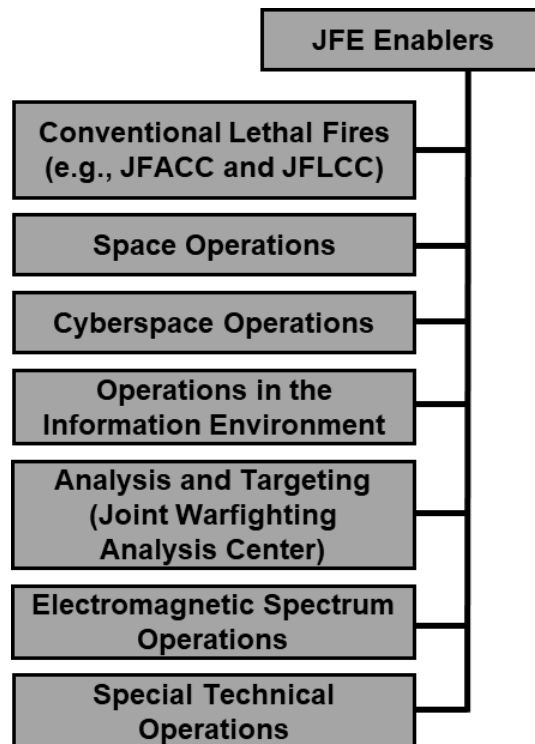 JFE Enablers
Conventional Lethal Fires
(e.g., JFACC and JFLCC)
Space Operations
Cyberspace Operations
Operations in the
Information Environment
Analysis and Targeting
(Joint Warfighting
Analysis Center)
Electromagnetic Spectrum
Operations
Special Technical
Operations